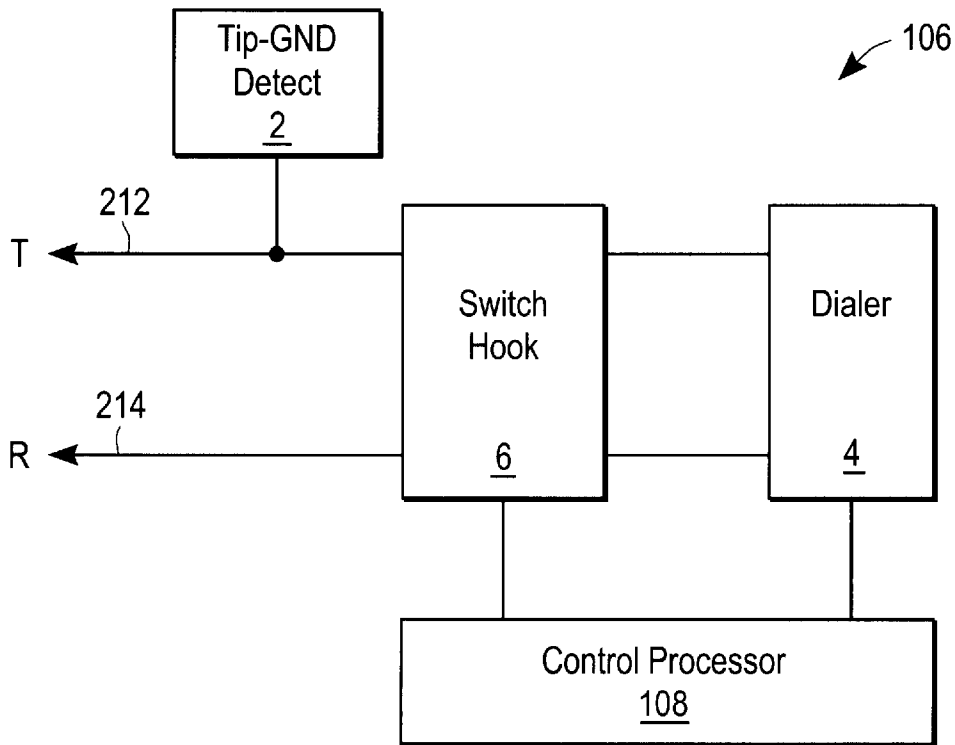 Tip-GND
Detect
2
106
212
T
Switch
Hook
6
Dialer
4
214
R
Control Processor
108